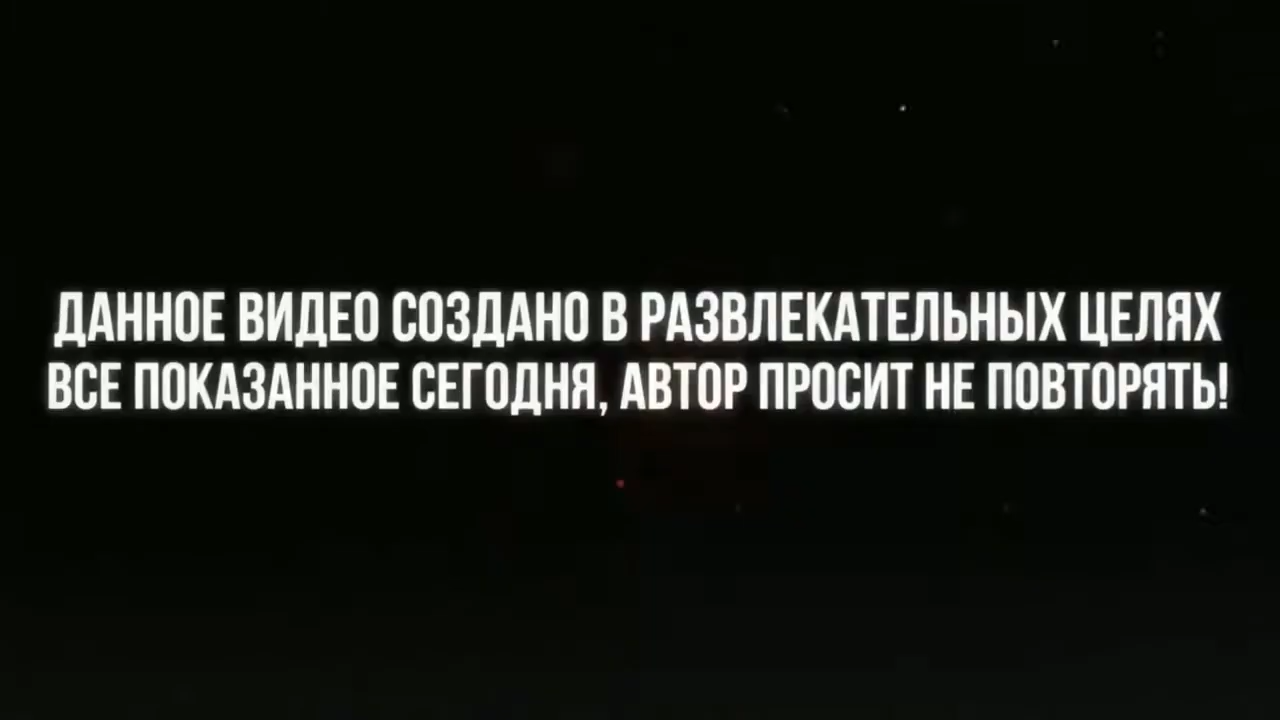 ДАННОЕ ВИДЕО СОЗДАНО В РАЗВЛЕКАТЕЛЬНЫХ ЦЕЛЯХ
ВСЕ ПОКАЗАННОЕ СЕГОДНЯ, АВТОР ПРОСИТ НЕ ПОВТОРЯТЬ!